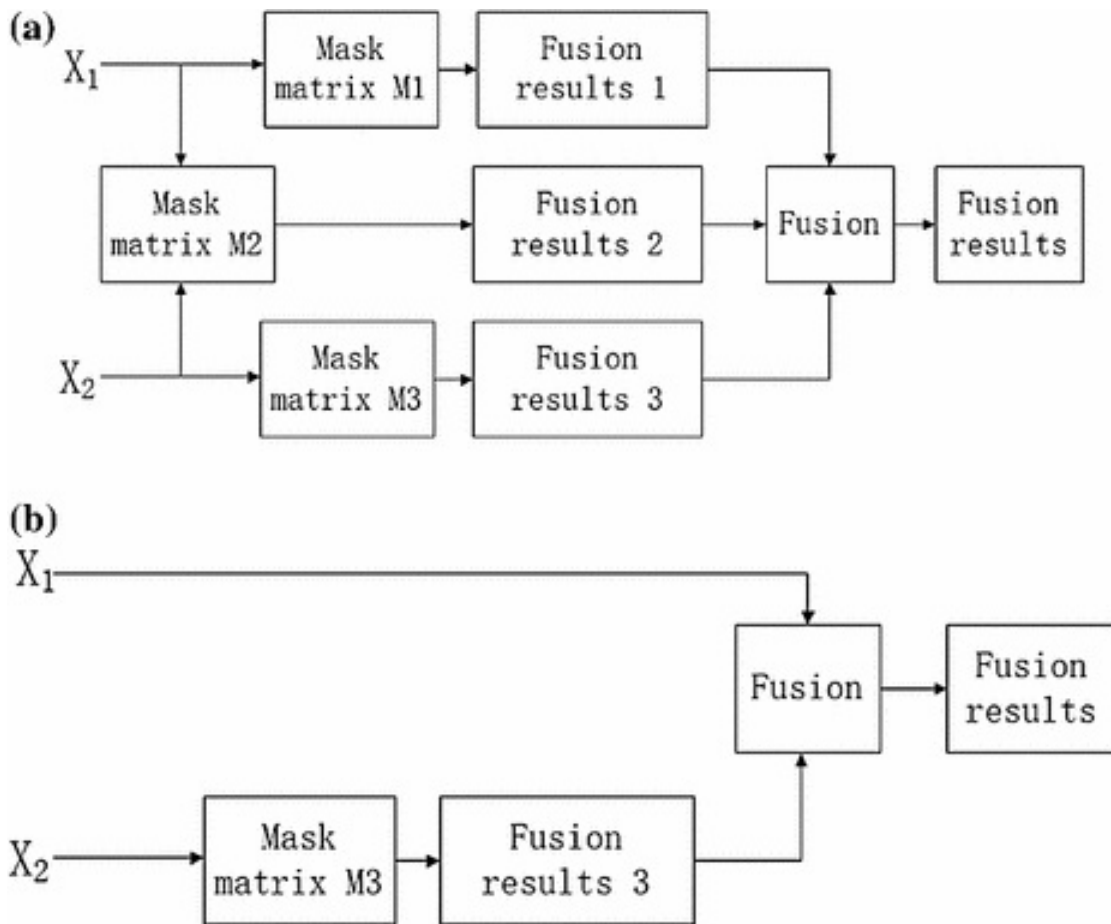 (a)
X₁
Mask
matrix M1
Fusion
results 1
Mask
matrix M2
Fusion
results 2
Fusion
Fusion
results
X₂
Mask
matrix M3
Fusion
results 3
(b)
X₁
Fusion
Fusion
results
X₂
Mask
matrix M3
Fusion
results 3